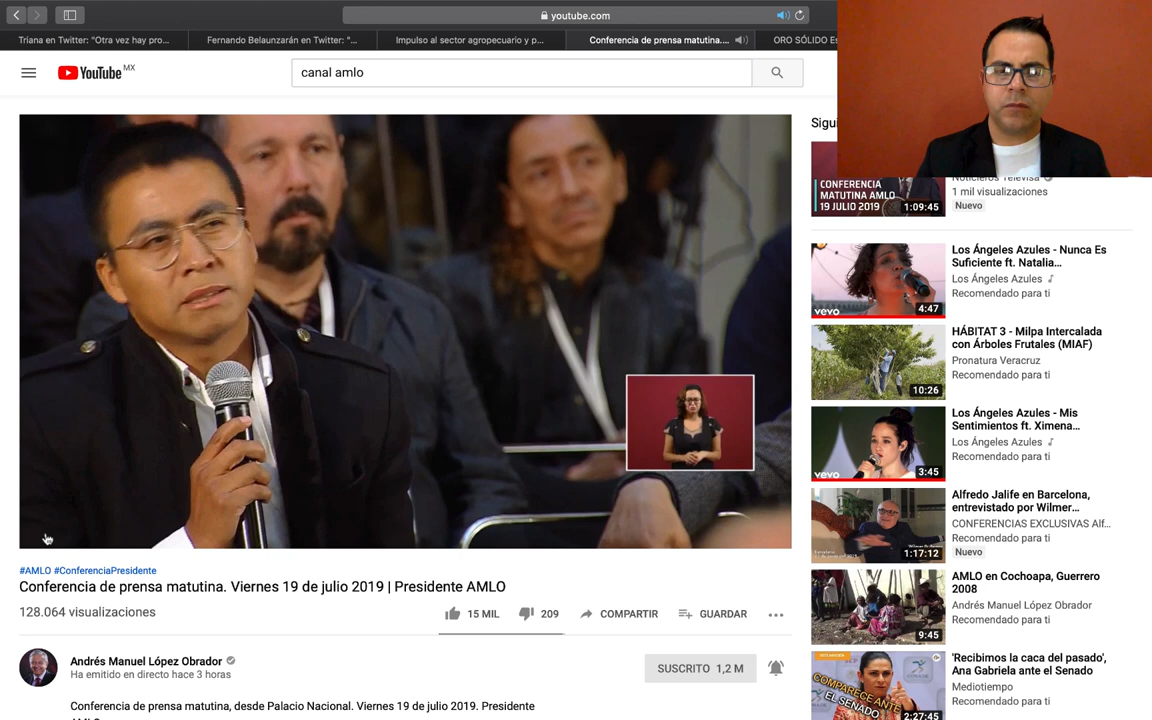 youtube.com
Triana en Twitter: "Otra vez hay pro...
Fernando Belaunzarán en Twitter: "...
Impulso al sector agropecuario y p...
Conferencia de prensa matutina....
ORO SÓLIDO Es
YouTube MX
canal amlo
Sigui
Noticieros Televisa
1 mil visualizaciones
Nuevo
CONFERENCIA
MATUTINA AMLO
19 JULIO 2019
1:09:45
Los Ángeles Azules - Nunca Es
Suficiente ft. Natalia...
Los Ángeles Azules
Recomendado para ti
vevo
4:47
HÁBITAT 3 - Milpa Intercalada
con Árboles Frutales (MIAF)
Pronatura Veracruz
Recomendado para ti
10:26
Los Ángeles Azules - Mis
Sentimientos ft. Ximena...
Los Ángeles Azules
Recomendado para ti
vevo
3:45
Alfredo Jalife en Barcelona,
entrevistado por Wilmer...
CONFERENCIAS EXCLUSIVAS Alf...
Recomendado para ti
Nuevo
1:17:12
AMLO en Cochoapa, Guerrero
2008
Andrés Manuel López Obrador
Recomendado para ti
9:45
'Recibimos la caca del pasado',
Ana Gabriela ante el Senado
Mediotiempo
Recomendado para ti
COMPARECE ANTE
EL SENADO
2:27:45
#AMLO #ConferenciaPresidente
Conferencia de prensa matutina. Viernes 19 de julio 2019 | Presidente AMLO
128.064 visualizaciones
15 MIL
209
COMPARTIR
GUARDAR
Andrés Manuel López Obrador
Ha emitido en directo hace 3 horas
SUSCRITO 1,2 M
Conferencia de prensa matutina, desde Palacio Nacional. Viernes 19 de julio 2019. Presidente
AMLO